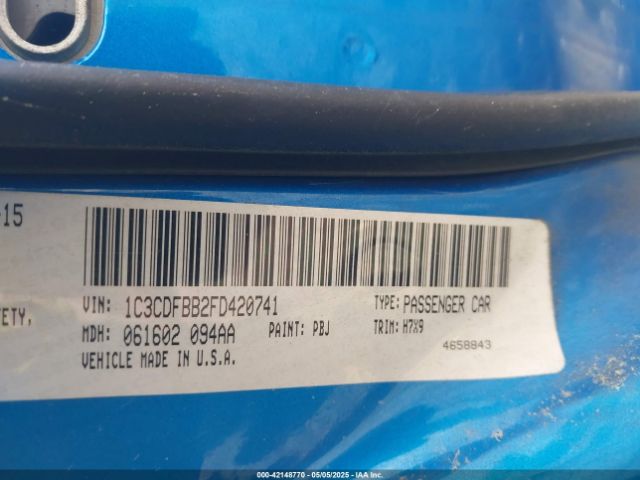 -15
VIN: 1C3CDFBB2FD420741 TYPE: PASSENGER CAR
ETY,
MDH: 061602 094AA PAINT: PBJ TRIM: H7X9
VEHICLE MADE IN U.S.A. 4658843
000-42148770 - 05/05/2025 - IAA Inc.